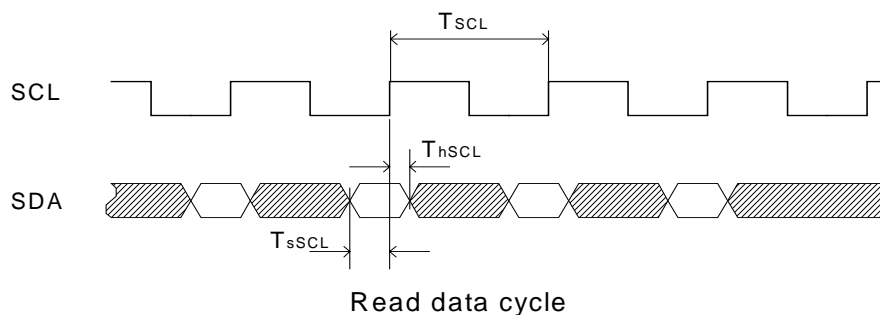 TSCL
SCL
ThSCL
SDA
TsSCL
Read data cycle